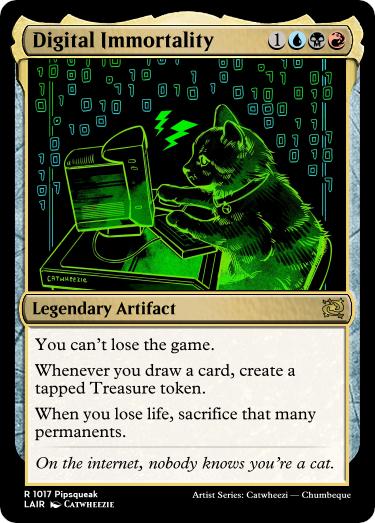 Digital Immortality 1
CATWHEEZIE
Legendary Artifact
You can't lose the game.
Whenever you draw a card, create a
tapped Treasure token.
When you lose life, sacrifice that many
permanents.
On the internet, nobody knows you're a cat.
R 1017 Pipsqueak
LAIR CATWHEEZIE
Artist Series: Catwheezi — Chumbeque